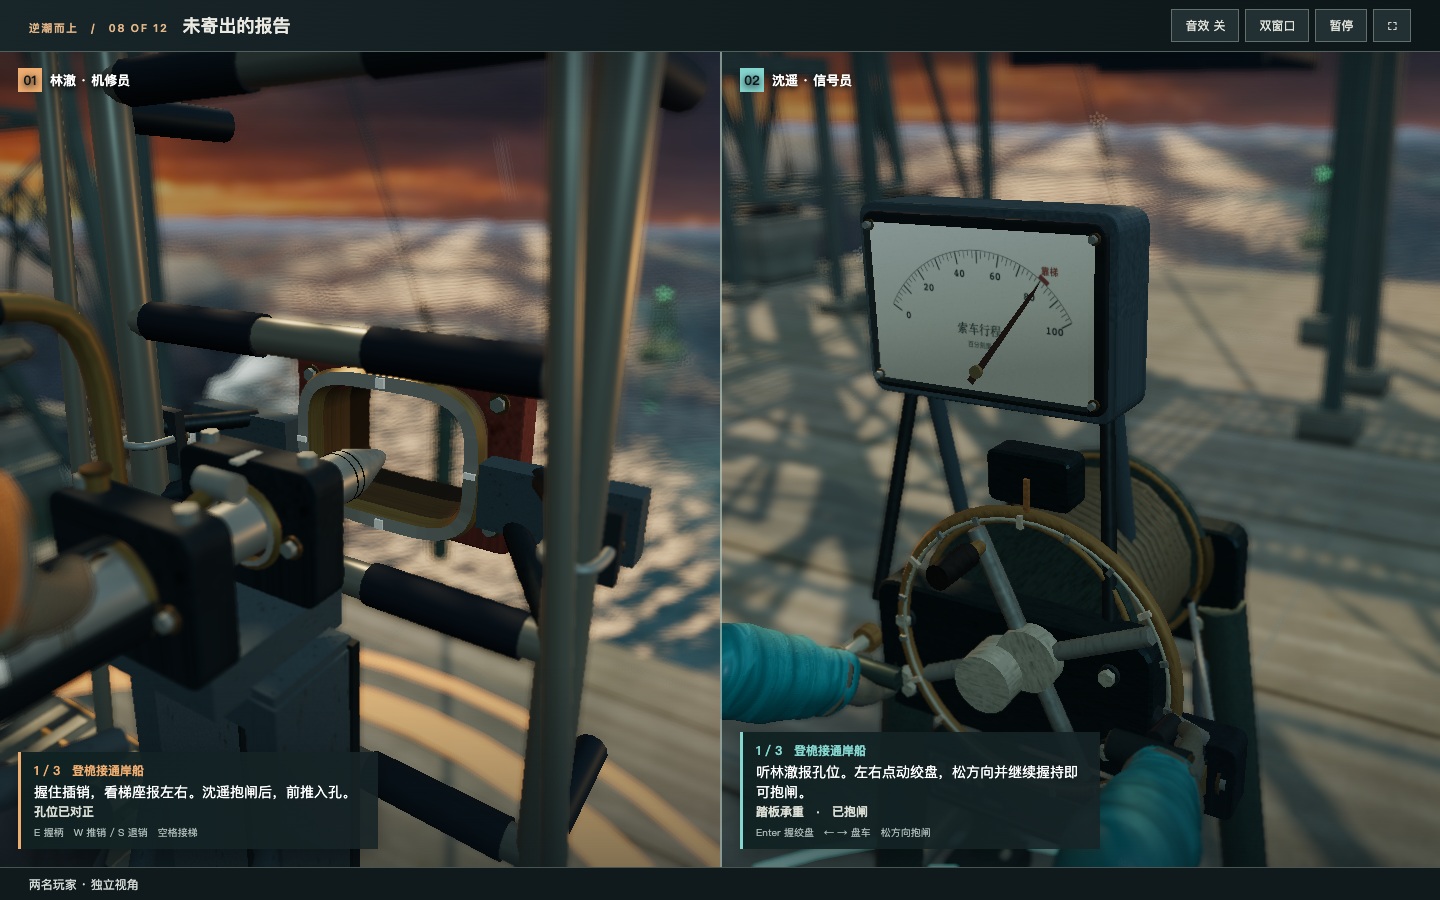 逆潮而上 / 08 OF 12 未寄出的报告
音效 关 双窗口 暂停
01 林澈 · 机修员
02 沈遥 · 信号员
0 20 40 60 80 100
靠梯
索车行程
1 / 3 登桅接通岸船
握住插销，看梯座报左右。沈遥抱闸后，前推入孔。
孔位已对正
E 握柄 W 推销 / S 退销 空格接梯
1 / 3 登桅接通岸船
听林澈报孔位。左右点动绞盘，松方向并继续握持即
可抱闸。
踏板承重 · 已抱闸
Enter 握绞盘 ←→ 盘车 松方向抱闸
两名玩家 · 独立视角